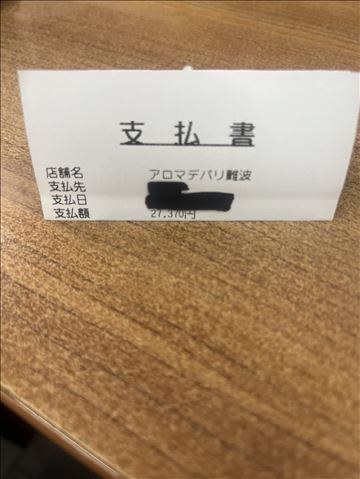 支払書
店舗名 アロマデパリ難波
支払先
支払日
支払額 27,370円